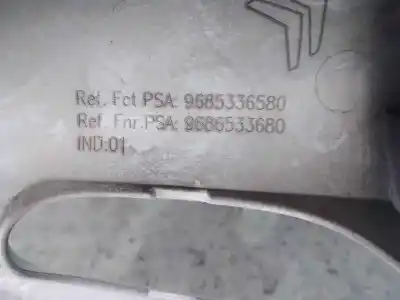 Ref. Fct PSA: 9685336580
Ref. Fnr.PSA: 9686533680
IND:01